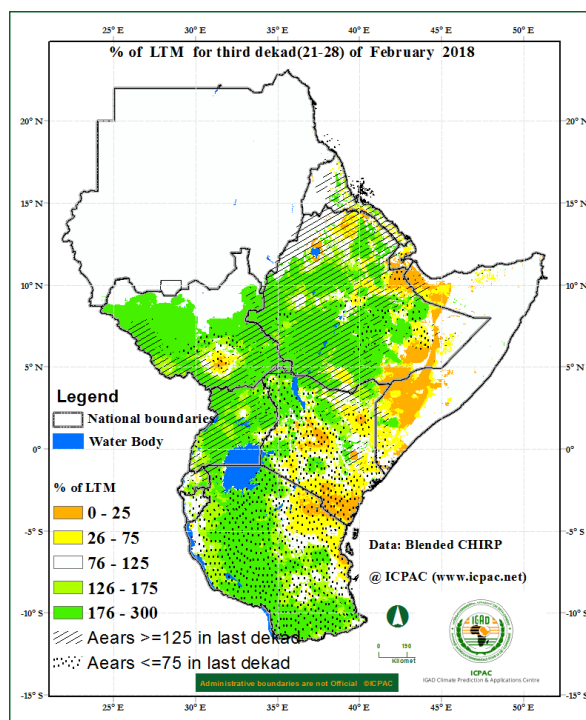 25° E 30° E 35° E 40° E 45° E 50° E
% of LTM for third dekad(21-28) of February 2018
20° N 20° N
15° N 15° N
10° N 10° N
5° N 5° N
Legend
National boundaries
Water Body
0° 0°
% of LTM
0 - 25
26 - 75
76 - 125
126 - 175
176 - 300
-5° S -5° S
Data: Blended CHIRP
@ ICPAC (www.icpac.net)
-10° S -10° S
Aears >=125 in last dekad
Aears <=75 in last dekad
0 190
Kilomet
IGAD
ICPAC
IGAD Climate Prediction & Applications Centre
Administrative boundaries are not Official ©ICPAC
-15° S -15° S
25° E 30° E 35° E 40° E 45° E 50° E